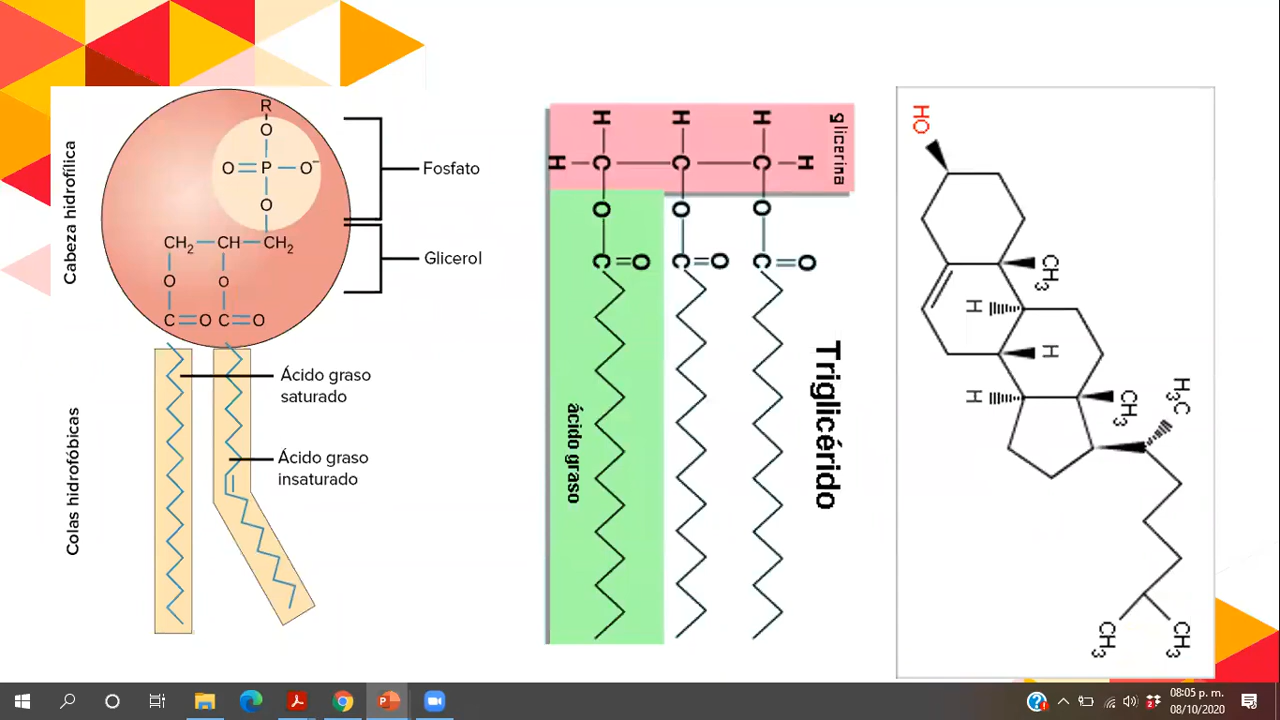 Cabeza hidrofílica
R
O
O
P
O⁻
O
CH₂
CH
CH₂
O
O
C
O
C
O
Fosfato
Glicerol
Colas hidrofóbicas
Ácido graso
saturado
Ácido graso
insaturado
H
H
H
glicerina
H
C
C
C
H
O
O
O
C
O
C
O
C
O
ácido graso
Triglicérido
HO
CH₃
H
H
H
CH₃
H₃C
CH₃
CH₃
08:05 p. m.
08/10/2020